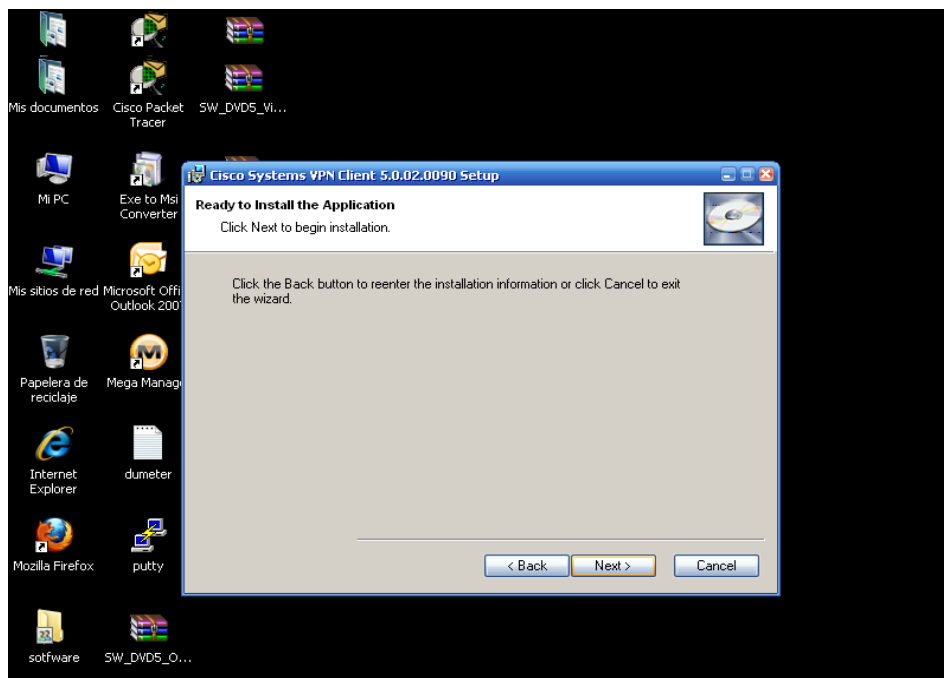 Mis documentos
Cisco Packet
Tracer
SW_DVD5_Vi...
Mi PC
Exe to Msi
Converter
Mis sitios de red
Microsoft Offi
Outlook 200
Papelera de
reciclaje
Mega Manag
Internet
Explorer
dumeter
Mozilla Firefox
putty
sotfware
SW_DVD5_O...
Cisco Systems VPN Client 5.0.02.0090 Setup
Ready to Install the Application
Click Next to begin installation.
Click the Back button to reenter the installation information or click Cancel to exit
the wizard.
< Back
Next >
Cancel